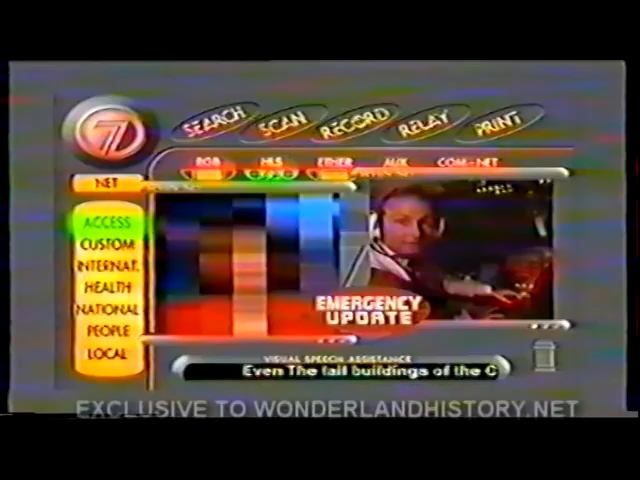 7
SEARCH SCAN RECORD RELAY PRINT
RGB HLS ETHER AUX COM-NET
NET
ACCESS
CUSTOM
INTERNAT.
HEALTH
NATIONAL
PEOPLE
LOCAL
EMERGENCY
UPDATE
VISUAL SPEECH ASSISTANCE
Even The tall buildings of the C
EXCLUSIVE TO WONDERLANDHISTORY.NET